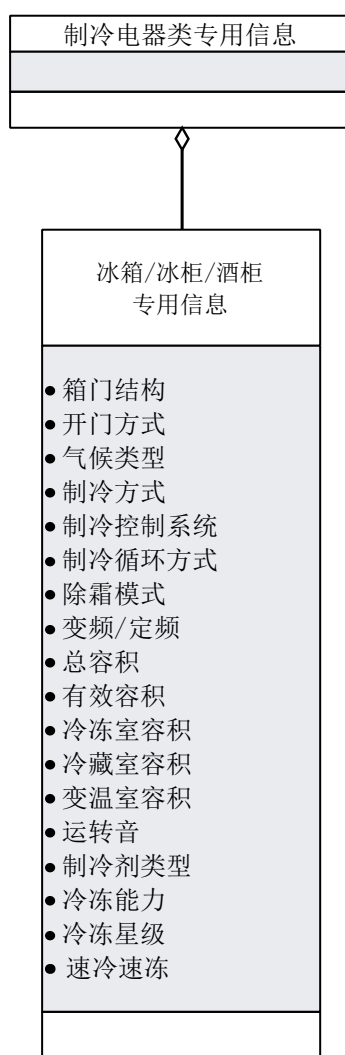 制冷电器类专用信息
冰箱/冰柜/酒柜
专用信息
● 箱门结构
● 开门方式
● 气候类型
● 制冷方式
● 制冷控制系统
● 制冷循环方式
● 除霜模式
● 变频/定频
● 总容积
● 有效容积
● 冷冻室容积
● 冷藏室容积
● 变温室容积
● 运转音
● 制冷剂类型
● 冷冻能力
● 冷冻星级
● 速冷速冻